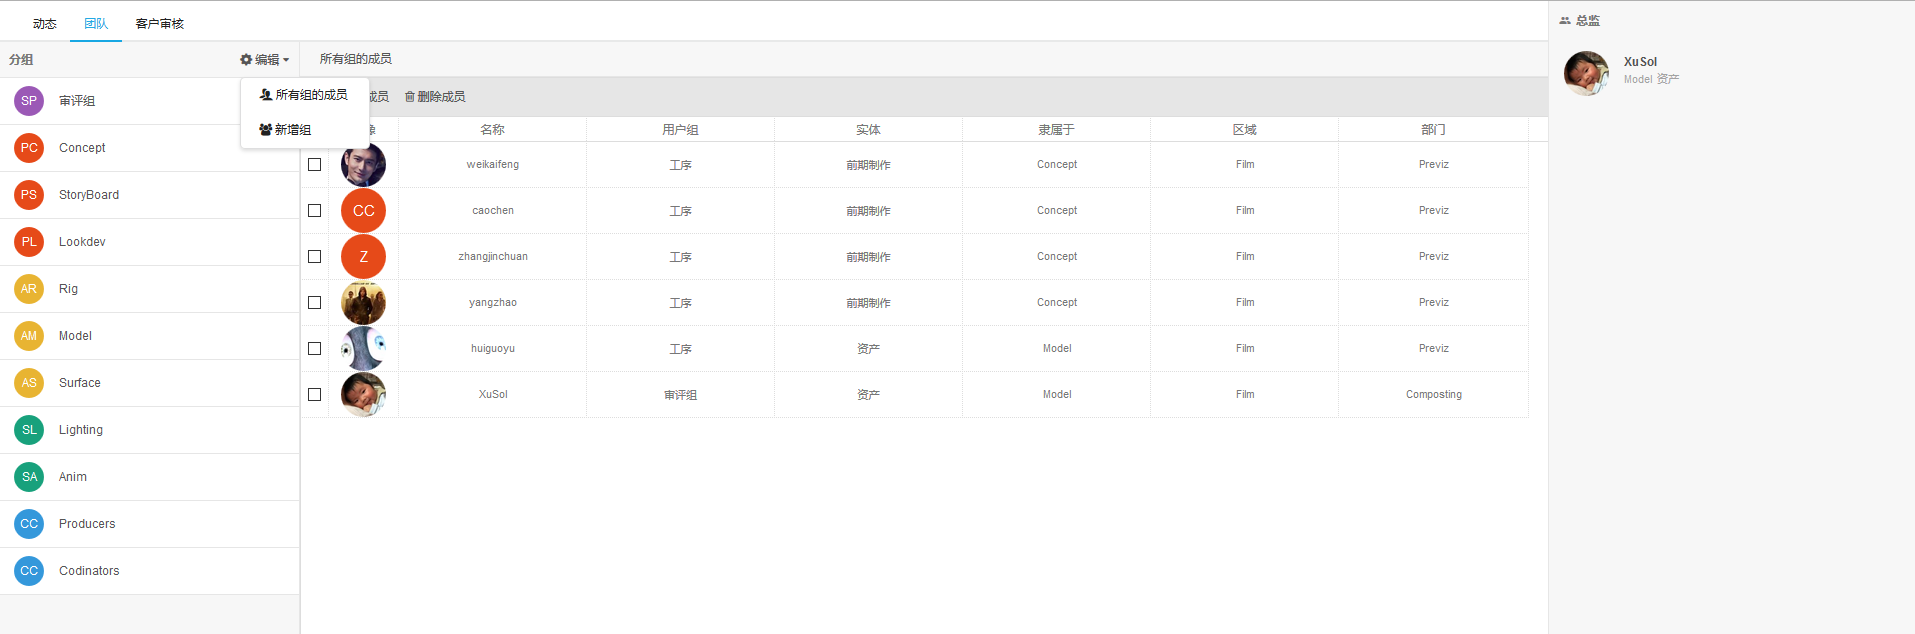 动态 团队 客户审核
总监
分组 编辑 所有组的成员
XuSol
Model 资产
所有组的成员
新增组
成员 删除成员
SP 审评组
PC Concept
PS StoryBoard
PL Lookdev
AR Rig
AM Model
AS Surface
SL Lighting
SA Anim
CC Producers
CC Codinators
像 名称 用户组 实体 隶属于 区域 部门
weikaifeng 工序 前期制作 Concept Film Previz
CC caochen 工序 前期制作 Concept Film Previz
Z zhangjinchuan 工序 前期制作 Concept Film Previz
yangzhao 工序 前期制作 Concept Film Previz
huiguoyu 工序 资产 Model Film Previz
XuSol 审评组 资产 Model Film Composting